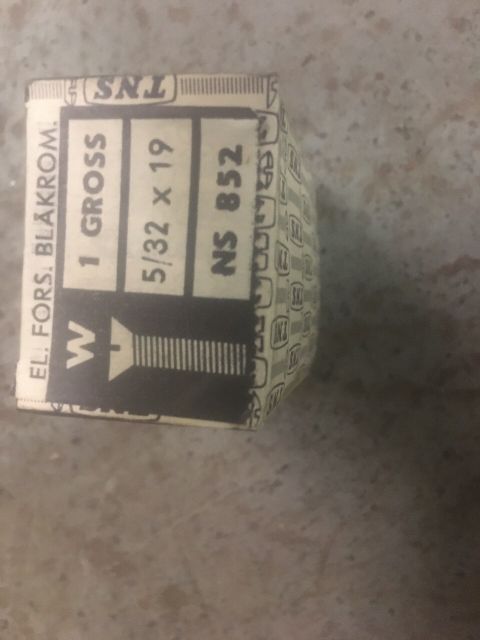 TNS
EL. FORS. BLÅKROM.
1 GROSS
5/32 x 19
NS 852
W